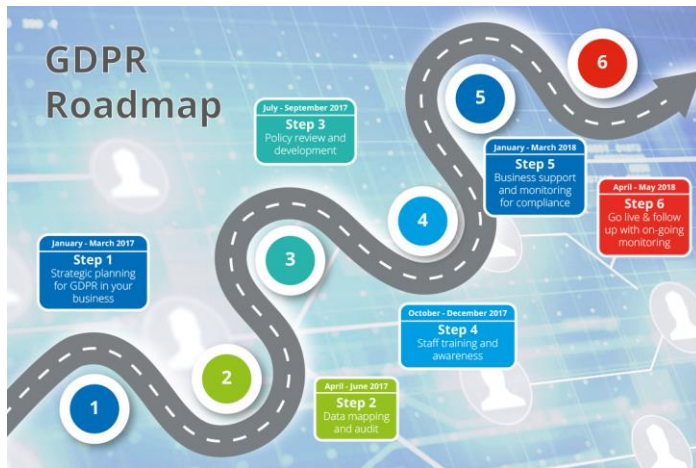 GDPR
Roadmap
January - March 2017
Step 1
Strategic planning
for GDPR in your
business
1
April - June 2017
Step 2
Data mapping
and audit
2
July - September 2017
Step 3
Policy review and
development
3
October - December 2017
Step 4
Staff training and
awareness
4
January - March 2018
Step 5
Business support
and monitoring
for compliance
5
April - May 2018
Step 6
Go live & follow
up with on-going
monitoring
6